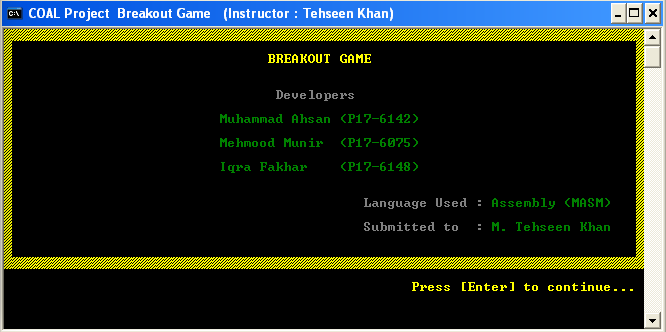 COAL Project  Breakout Game   (Instructor : Tehseen Khan)
BREAKOUT GAME
Developers
Muhammad Ahsan (P17-6142)
Mehmood Munir  (P17-6075)
Iqra Fakhar    (P17-6148)
Language Used : Assembly (MASM)
Submitted to  : M. Tehseen Khan
Press [Enter] to continue...